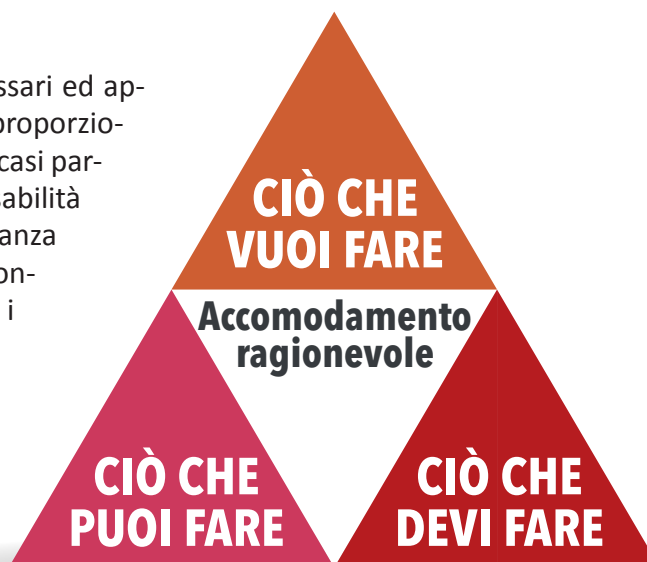 ssari ed ap-
proporzio-
casi par-
sabilità
anza
on-
i
CIÒ CHE
VUOI FARE
Accomodamento
ragionevole
CIÒ CHE
PUOI FARE
CIÒ CHE
DEVI FARE